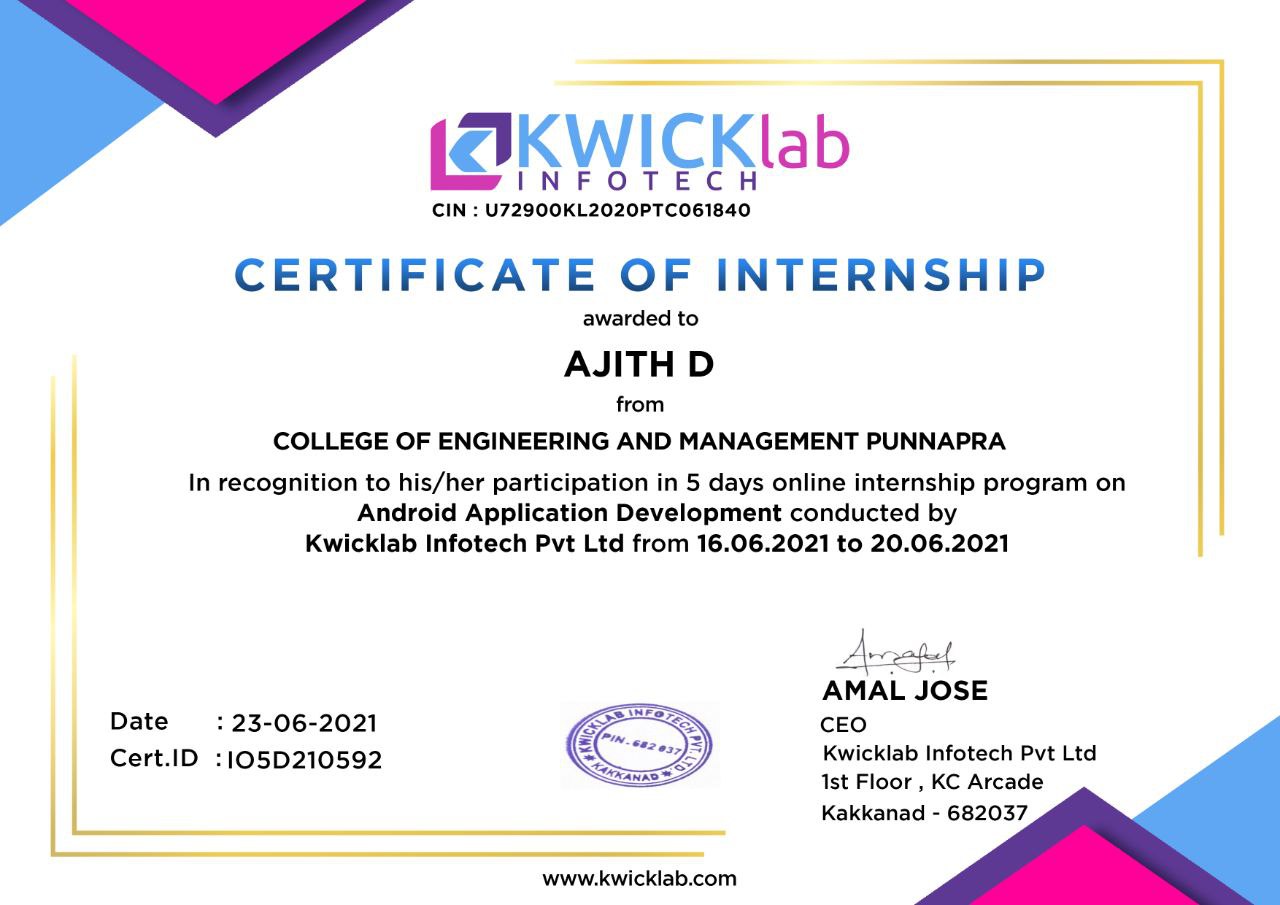 KWICKlab
INFOTECH
CIN : U72900KL2020PTC061840
CERTIFICATE OF INTERNSHIP
awarded to
AJITH D
from
COLLEGE OF ENGINEERING AND MANAGEMENT PUNNAPRA
In recognition to his/her participation in 5 days online internship program on
Android Application Development conducted by
Kwicklab Infotech Pvt Ltd from 16.06.2021 to 20.06.2021
Date : 23-06-2021
Cert.ID : IO5D210592
KWICKLAB INFOTECH PVT. LTD
PIN - 682 037
KAKKANAD
AMAL JOSE
CEO
Kwicklab Infotech Pvt Ltd
1st Floor , KC Arcade
Kakkanad - 682037
www.kwicklab.com